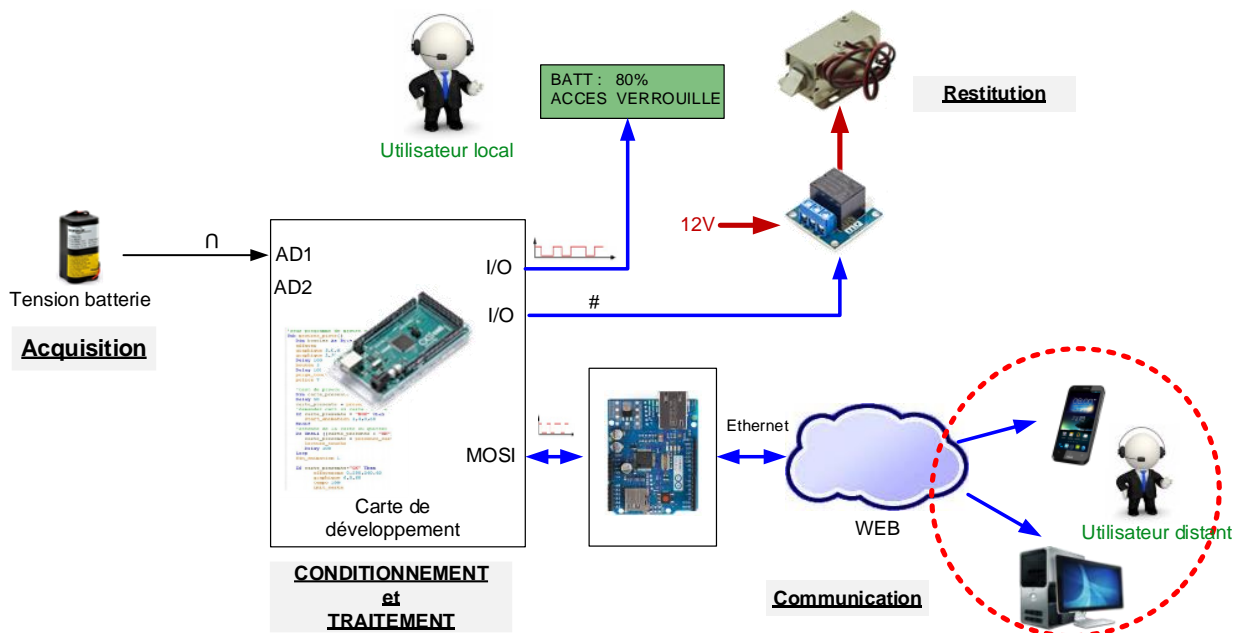 BATT : 80%
ACCES VERROUILLE
Restitution
Utilisateur local
12V
∩
AD1
I/O
AD2
Tension batterie
I/O
#
Acquisition
Ethernet
MOSI
Carte de
développement
WEB
Utilisateur distant
CONDITIONNEMENT
et
TRAITEMENT
Communication